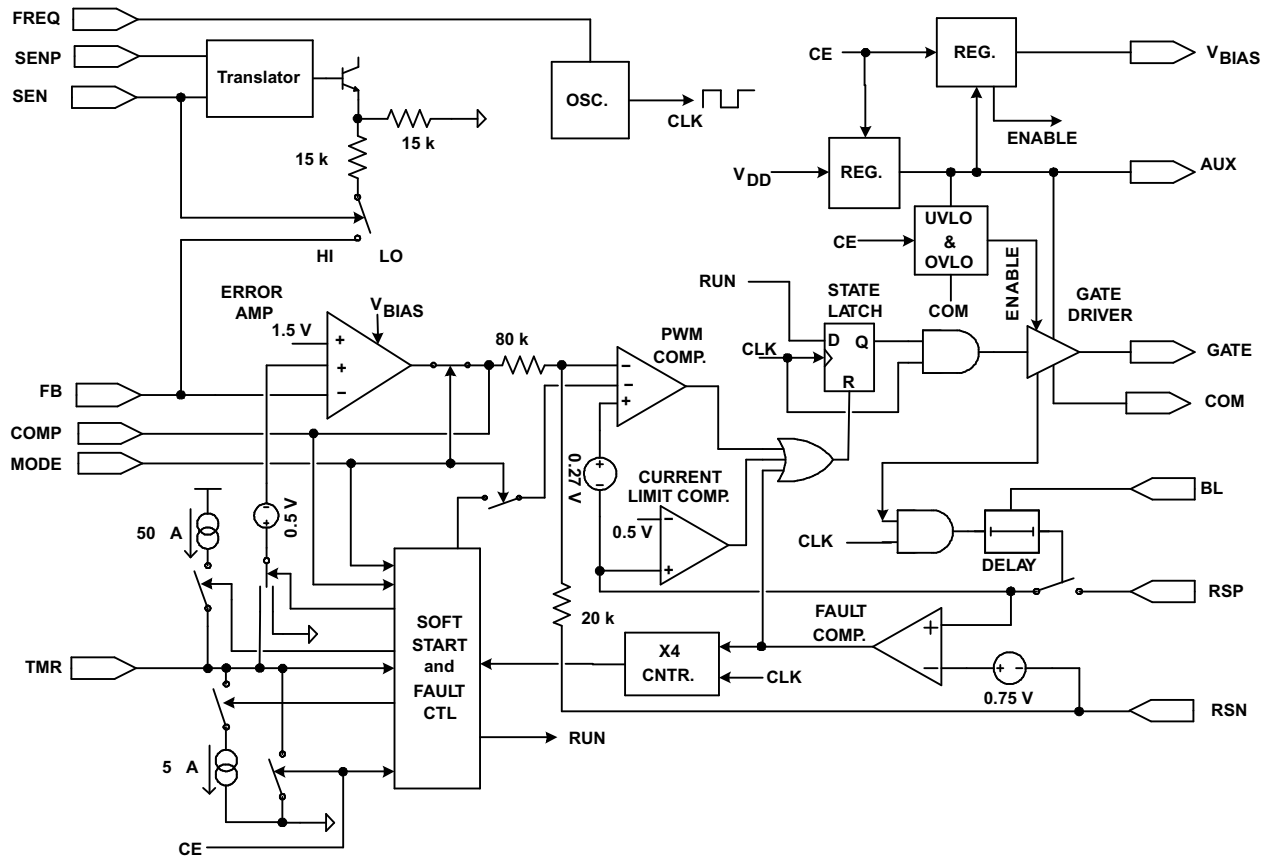 FREQ
SENP
SEN
Translator
15 k
15 k
HI
LO
OSC.
CLK
CE
REG.
V BIAS
ENABLE
V DD
REG.
AUX
CE
UVLO
&
OVLO
COM
ENABLE
GATE
DRIVER
RUN
STATE
LATCH
D
Q
R
CLK
GATE
COM
ERROR
AMP
V BIAS
1.5 V
+
+
−
80 k
PWM
COMP.
−
−
+
FB
COMP
MODE
0.27 V
+
−
CURRENT
LIMIT COMP.
0.5 V
−
+
BL
CLK
DELAY
RSP
50 A
0.5 V
−
+
SOFT
START
and
FAULT
CTL
20 k
FAULT
COMP.
+
−
X4
CNTR.
CLK
+
−
0.75 V
TMR
RSN
RUN
5 A
CE